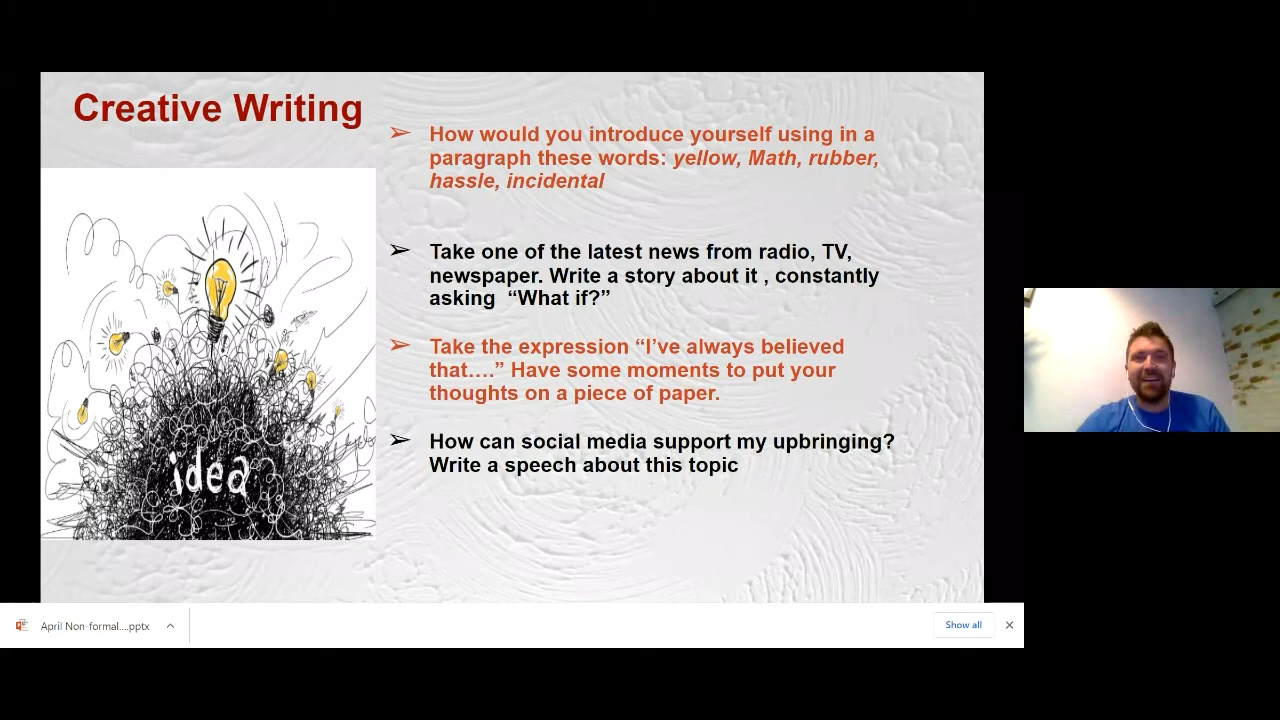 Creative Writing
➢ How would you introduce yourself using in a
paragraph these words: yellow, Math, rubber,
hassle, incidental
➢ Take one of the latest news from radio, TV,
newspaper. Write a story about it , constantly
asking “What if?”
➢ Take the expression “I’ve always believed
that….” Have some moments to put your
thoughts on a piece of paper.
➢ How can social media support my upbringing?
Write a speech about this topic
idea
April Non-formal....pptx
Show all